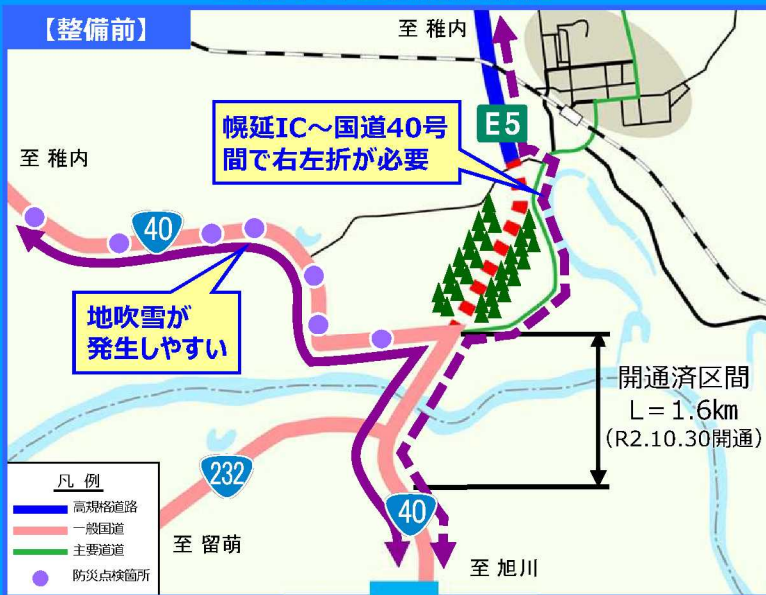 【整備前】
至 稚内
E5
幌延IC～国道40号
間で右左折が必要
至 稚内
40
地吹雪が
発生しやすい
開通済区間
L＝1.6km
（R2.10.30開通）
232
40
至 留萌
至 旭川
凡 例
高規格道路
一般国道
主要道道
防災点検箇所